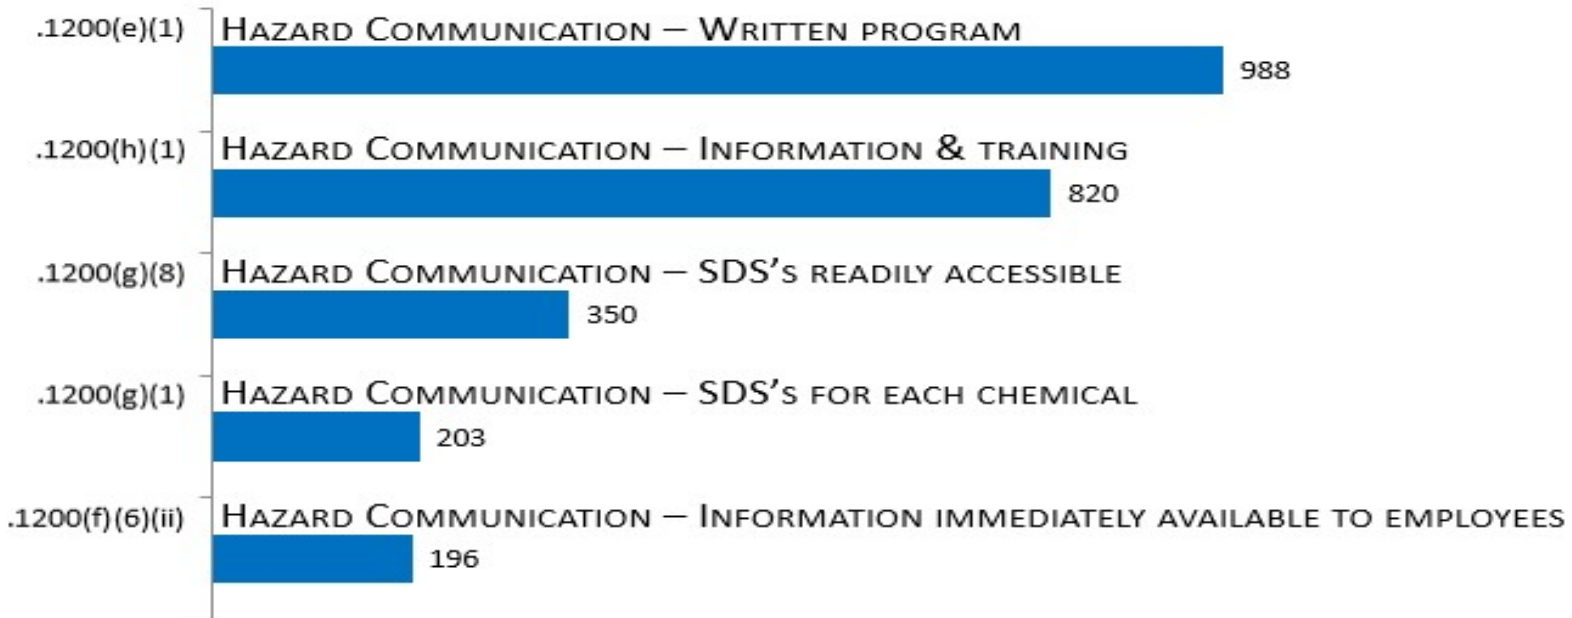 .1200(e)(1) Hazard Communication – Written program
988
.1200(h)(1) Hazard Communication – Information & training
820
.1200(g)(8) Hazard Communication – SDS's readily accessible
350
.1200(g)(1) Hazard Communication – SDS's for each chemical
203
.1200(f)(6)(ii) Hazard Communication – Information immediately available to employees
196